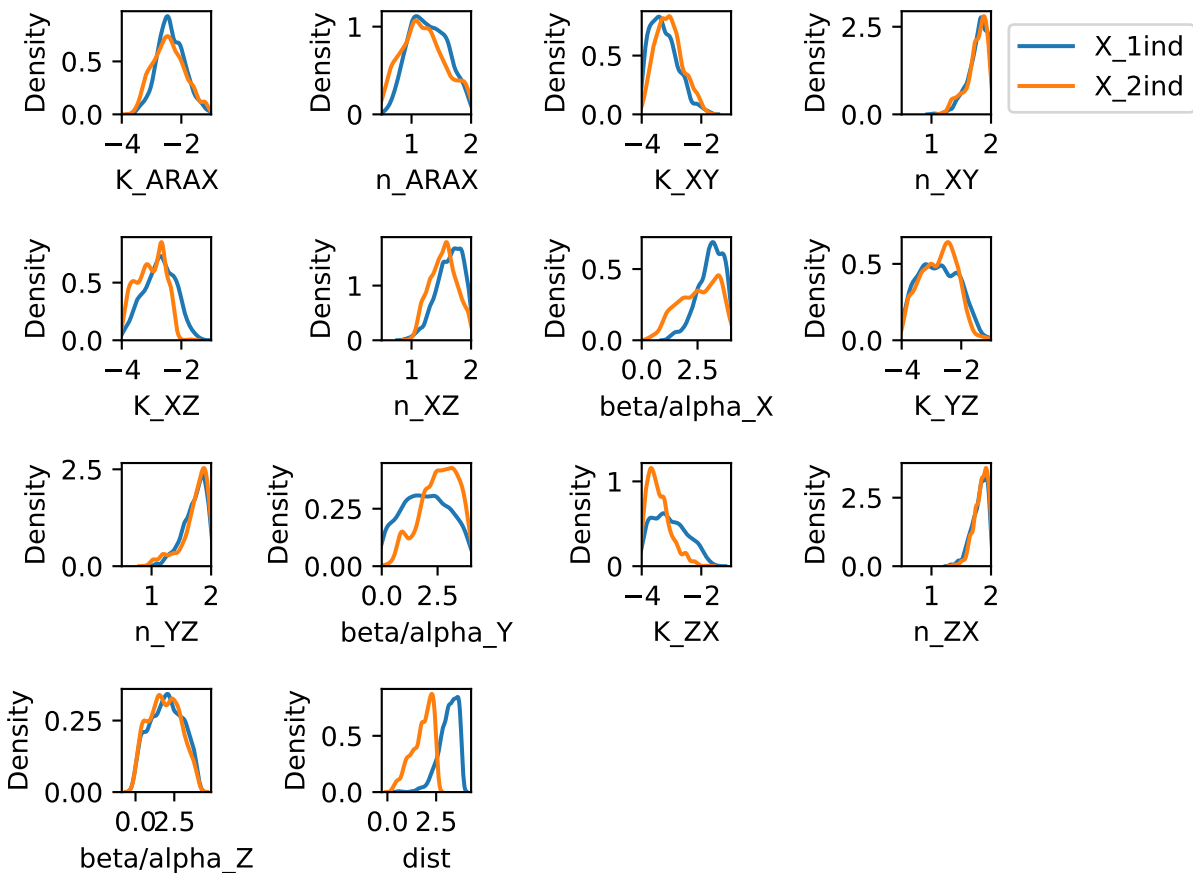 Density
0.5
0.0
−4 −2
K_ARAX
Density
1
0
1 2
n_ARAX
Density
0.5
0.0
−4 −2
K_XY
Density
2.5
0.0
1 2
n_XY
X_1ind
X_2ind
Density
0.5
0.0
−4 −2
K_XZ
Density
1
0
1 2
n_XZ
Density
0.5
0.0
0.0 2.5
beta/alpha_X
Density
0.5
0.0
−4 −2
K_YZ
Density
2.5
0.0
1 2
n_YZ
Density
0.25
0.00
0.0 2.5
beta/alpha_Y
Density
1
0
−4 −2
K_ZX
Density
2.5
0.0
1 2
n_ZX
Density
0.25
0.00
0.0 2.5
beta/alpha_Z
Density
0.5
0.0
0.0 2.5
dist